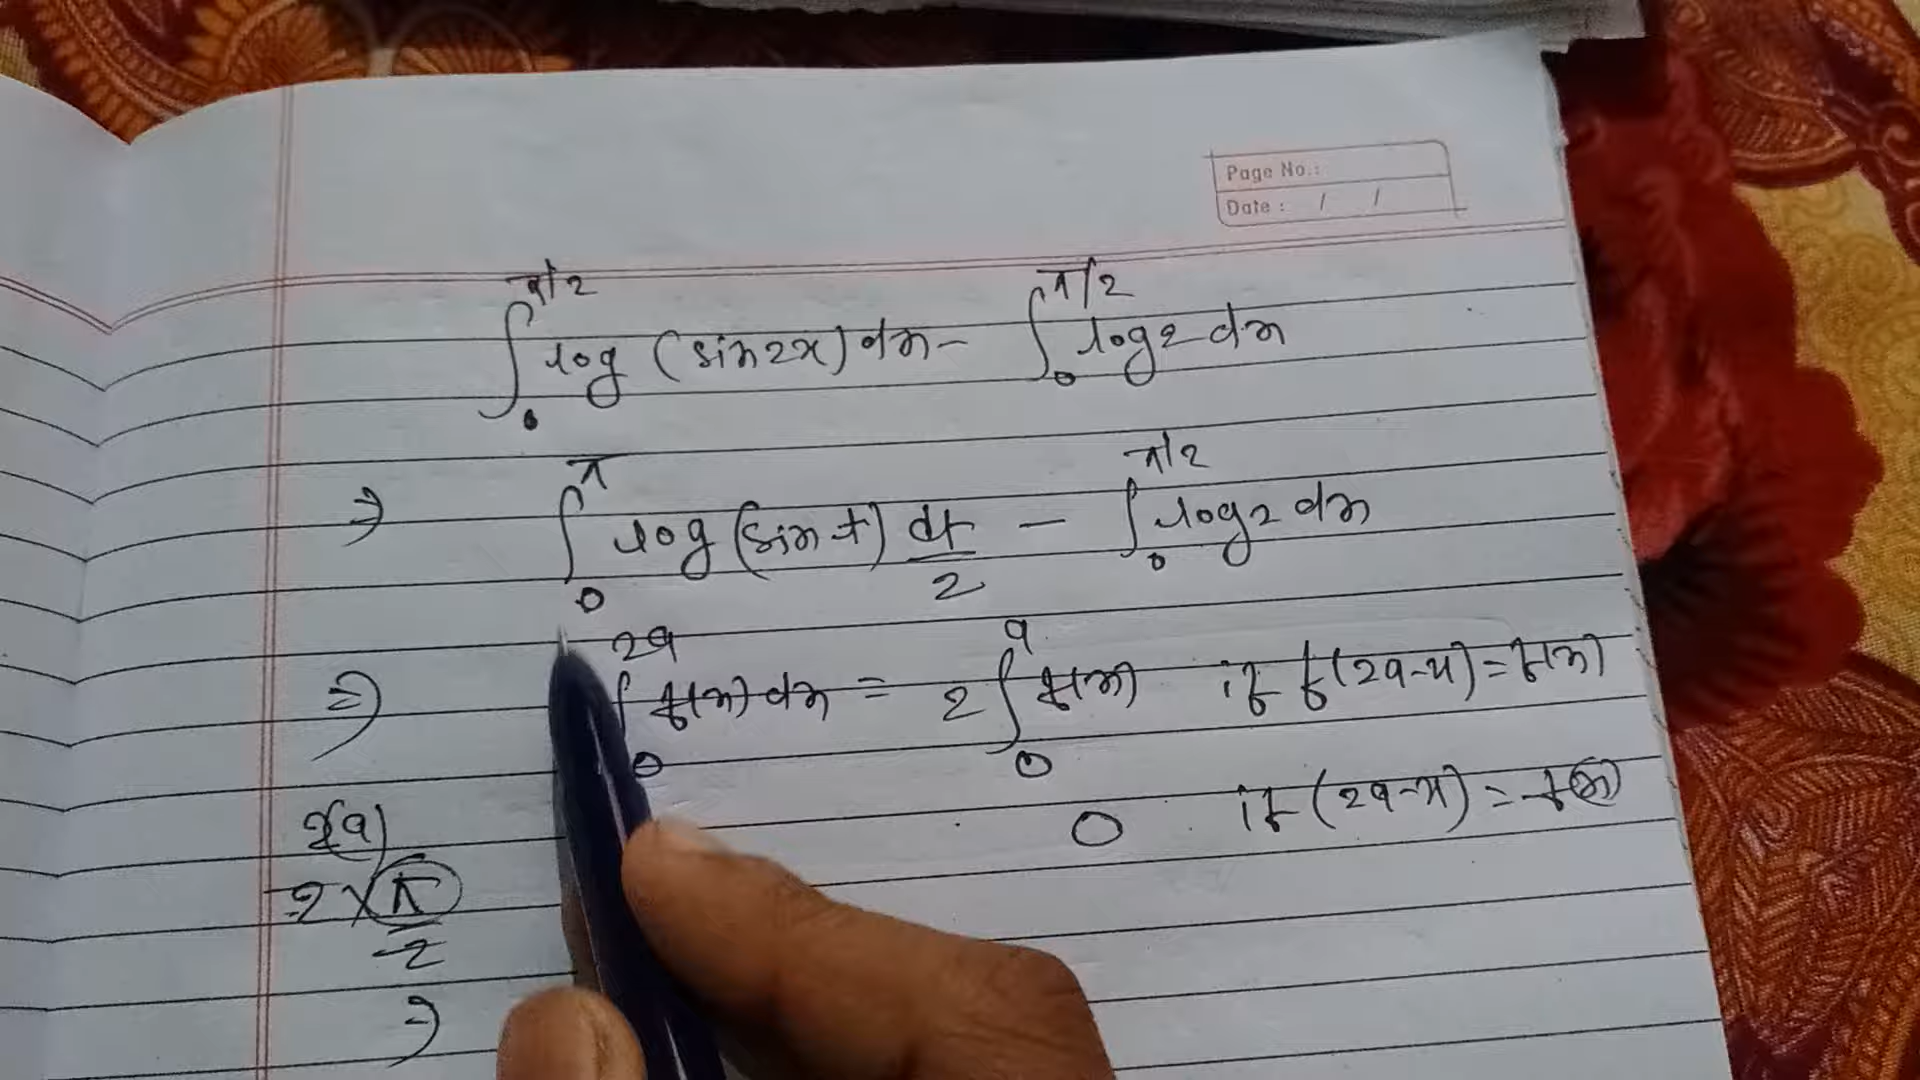 Page No.:
Date : / /
∫₀^π/2 log (sin2x) dx - ∫₀^π/2 log2 dx
⇒ ∫₀^π log (sin t) dt/2 - ∫₀^π/2 log2 dx
⇒ ∫₀^2a f(x) dx = 2 ∫₀^a f(x) if f(2a-x) = f(x)
0 if (2a-x) = -f(x)
2(a)
2 × π/2
⇒